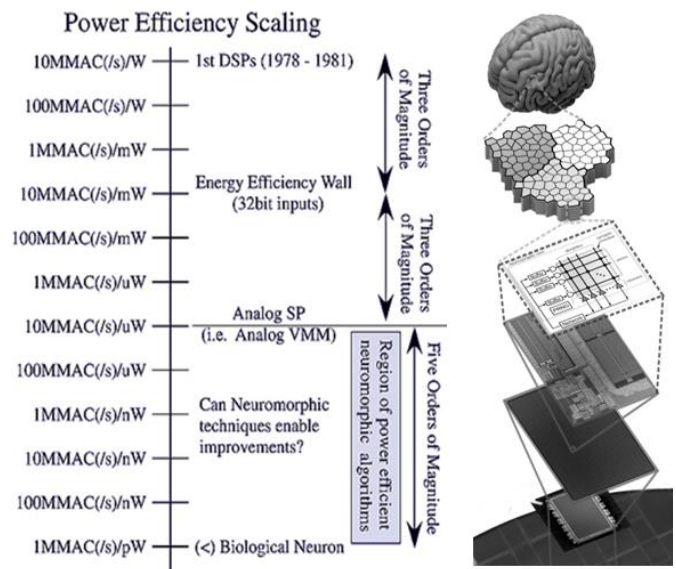 Power Efficiency Scaling
10MMAC(/s)/W
1st DSPs (1978 - 1981)
100MMAC(/s)/W
1MMAC(/s)/mW
Three Orders
of Magnitude
10MMAC(/s)/mW
Energy Efficiency Wall
(32bit inputs)
100MMAC(/s)/mW
1MMAC(/s)/uW
Three Orders
of Magnitude
10MMAC(/s)/uW
Analog SP
(i.e. Analog VMM)
100MMAC(/s)/uW
1MMAC(/s)/nW
Can Neuromorphic
techniques enable
improvements?
10MMAC(/s)/nW
100MMAC(/s)/nW
Region of power efficient
neuromorphic algorithms
Five Orders of Magnitude
1MMAC(/s)/pW
(<) Biological Neuron